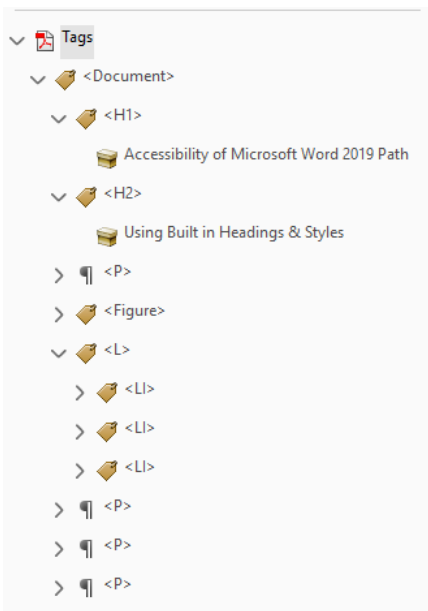 Tags
<Document>
<H1>
Accessibility of Microsoft Word 2019 Path
<H2>
Using Built in Headings & Styles
<P>
<Figure>
<L>
<LI>
<LI>
<LI>
<P>
<P>
<P>